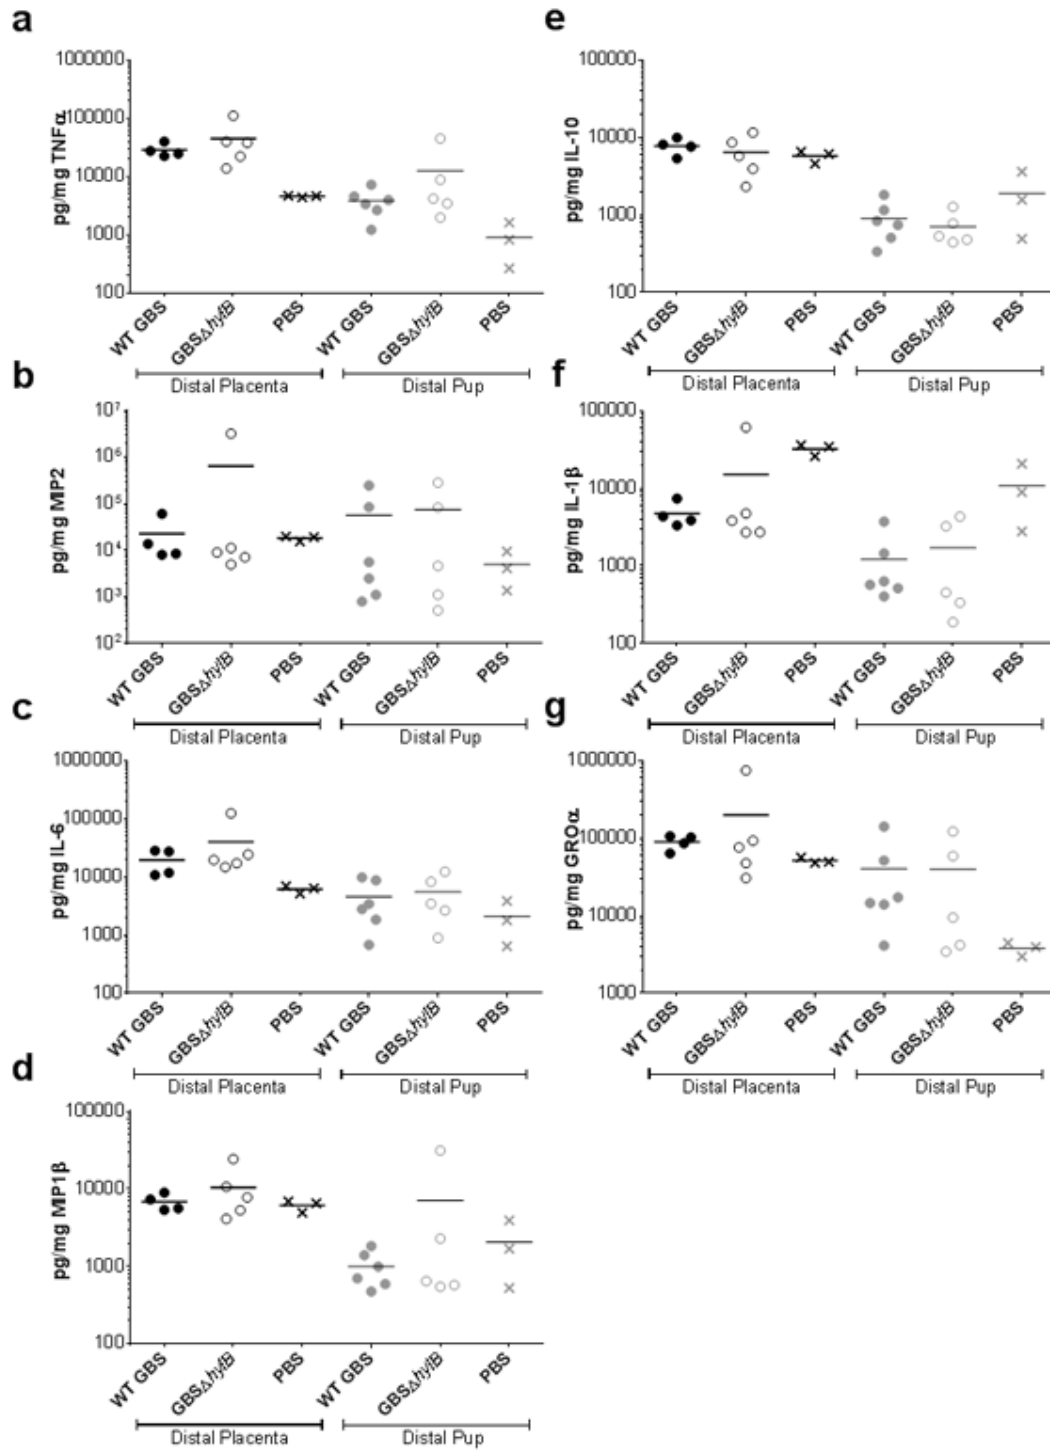 a
pg/mg TNFα
1000000
100000
10000
1000
100
WT GBS
GBSΔhylB
PBS
WT GBS
GBSΔhylB
PBS
Distal Placenta
Distal Pup
b
pg/mg MIP2
10⁷
10⁶
10⁵
10⁴
10³
10²
WT GBS
GBSΔhylB
PBS
WT GBS
GBSΔhylB
PBS
Distal Placenta
Distal Pup
c
pg/mg IL-6
1000000
100000
10000
1000
100
WT GBS
GBSΔhylB
PBS
WT GBS
GBSΔhylB
PBS
Distal Placenta
Distal Pup
d
pg/mg MIP1β
100000
10000
1000
100
WT GBS
GBSΔhylB
PBS
WT GBS
GBSΔhylB
PBS
Distal Placenta
Distal Pup
e
pg/mg IL-10
100000
10000
1000
100
WT GBS
GBSΔhylB
PBS
WT GBS
GBSΔhylB
PBS
Distal Placenta
Distal Pup
f
pg/mg IL-1β
100000
10000
1000
100
WT GBS
GBSΔhylB
PBS
WT GBS
GBSΔhylB
PBS
Distal Placenta
Distal Pup
g
pg/mg GROα
1000000
100000
10000
1000
WT GBS
GBSΔhylB
PBS
WT GBS
GBSΔhylB
PBS
Distal Placenta
Distal Pup